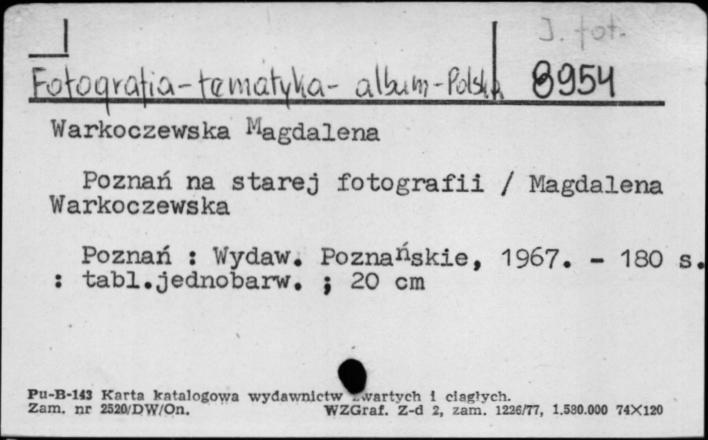 J. fot.
Fotografia-tematyka- album-Polska 8954
Warkoczewska Magdalena
Poznań na starej fotografii / Magdalena
Warkoczewska
Poznań : Wydaw. Poznańskie, 1967. - 180 s.
: tabl.jednobarw. ; 20 cm
Pu-B-143 Karta katalogowa wydawnictw zwartych i ciągłych.
Zam. nr 2520/DW/On. WZGraf. Z-d 2, zam. 1226/77, 1.580.000 74X120